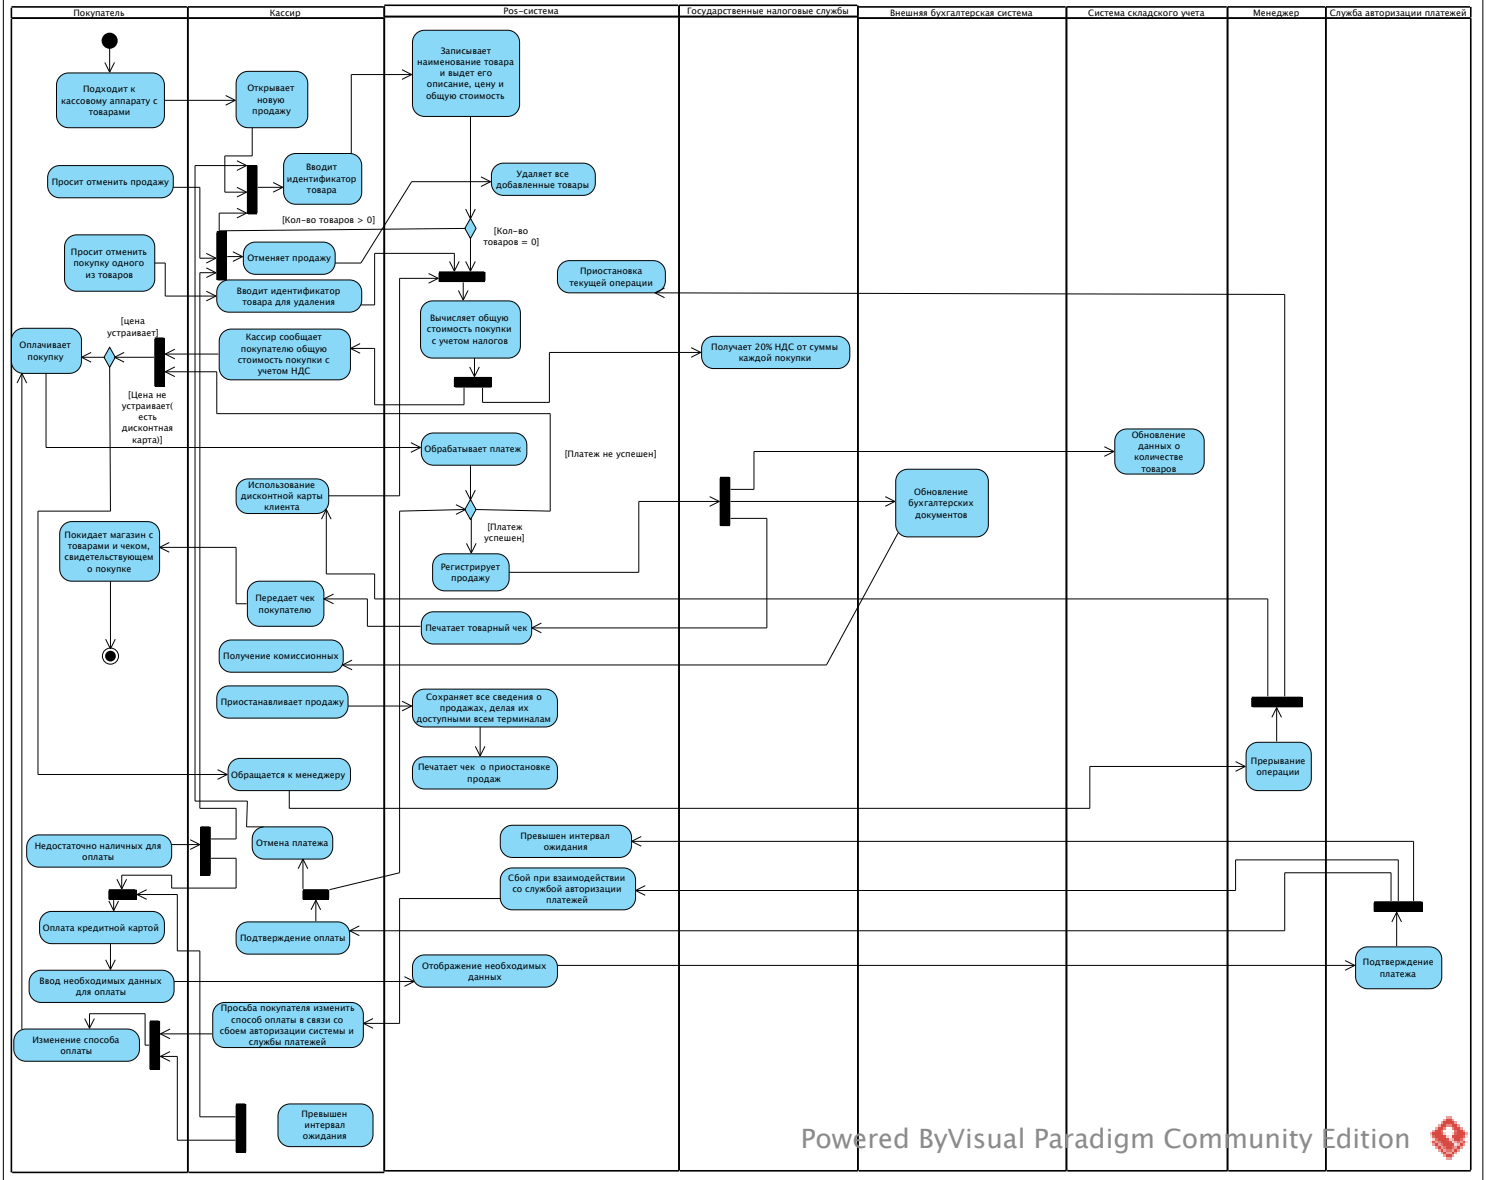 Покупатель
Кассир
Pos-система
Государственные налоговые службы
Внешняя бухгалтерская система
Система складского учета
Менеджер
Служба авторизации платежей
Подходит к
кассовому аппарату с
товарами
Открывает
новую
продажу
Записывает
наименование товара
и выдет его
описание, цену и
общую стоимость
Просит отменить продажу
Вводит
идентификатор
товара
Удаляет все
добавленные товары
[Кол-во товаров > 0]
[Кол-во
товаров = 0]
Просит отменить
покупку одного
из товаров
Отменяет продажу
Приостановка
текущей операции
Вводит идентификатор
товара для удаления
Вычисляет общую
стоимость покупки
с учетом налогов
[цена
устраивает]
Оплачивает
покупку
Кассир сообщает
покупателю общую
стоимость покупки с
учетом НДС
Получает 20% НДС от суммы
каждой покупки
[Цена не
устраивает(
есть
дисконтная
карта)]
Обрабатывает платеж
[Платеж не успешен]
Обновление
данных о
количестве
товаров
Использование
дисконтной карты
клиента
Обновление
бухгалтерских
документов
[Платеж
успешен]
Покидает магазин с
товарами и чеком,
свидетельствующем
о покупке
Регистрирует
продажу
Передает чек
покупателю
Печатает товарный чек
Получение комиссионных
Приостанавливает продажу
Сохраняет все сведения о
продажах, делая их
доступными всем терминалам
Обращается к менеджеру
Печатает чек о приостановке
продаж
Прерывание
операции
Недостаточно наличных для
оплаты
Отмена платежа
Превышен интервал
ожидания
Сбой при взаимодействии
со службой авторизации
платежей
Оплата кредитной картой
Подтверждение оплаты
Ввод необходимых данных
для оплаты
Отображение необходимых
данных
Подтверждение
платежа
Просьба покупателя изменить
способ оплаты в связи со
сбоем авторизации системы и
службы платежей
Изменение способа
оплаты
Превышен
интервал
ожидания
Powered ByVisual Paradigm Community Edition